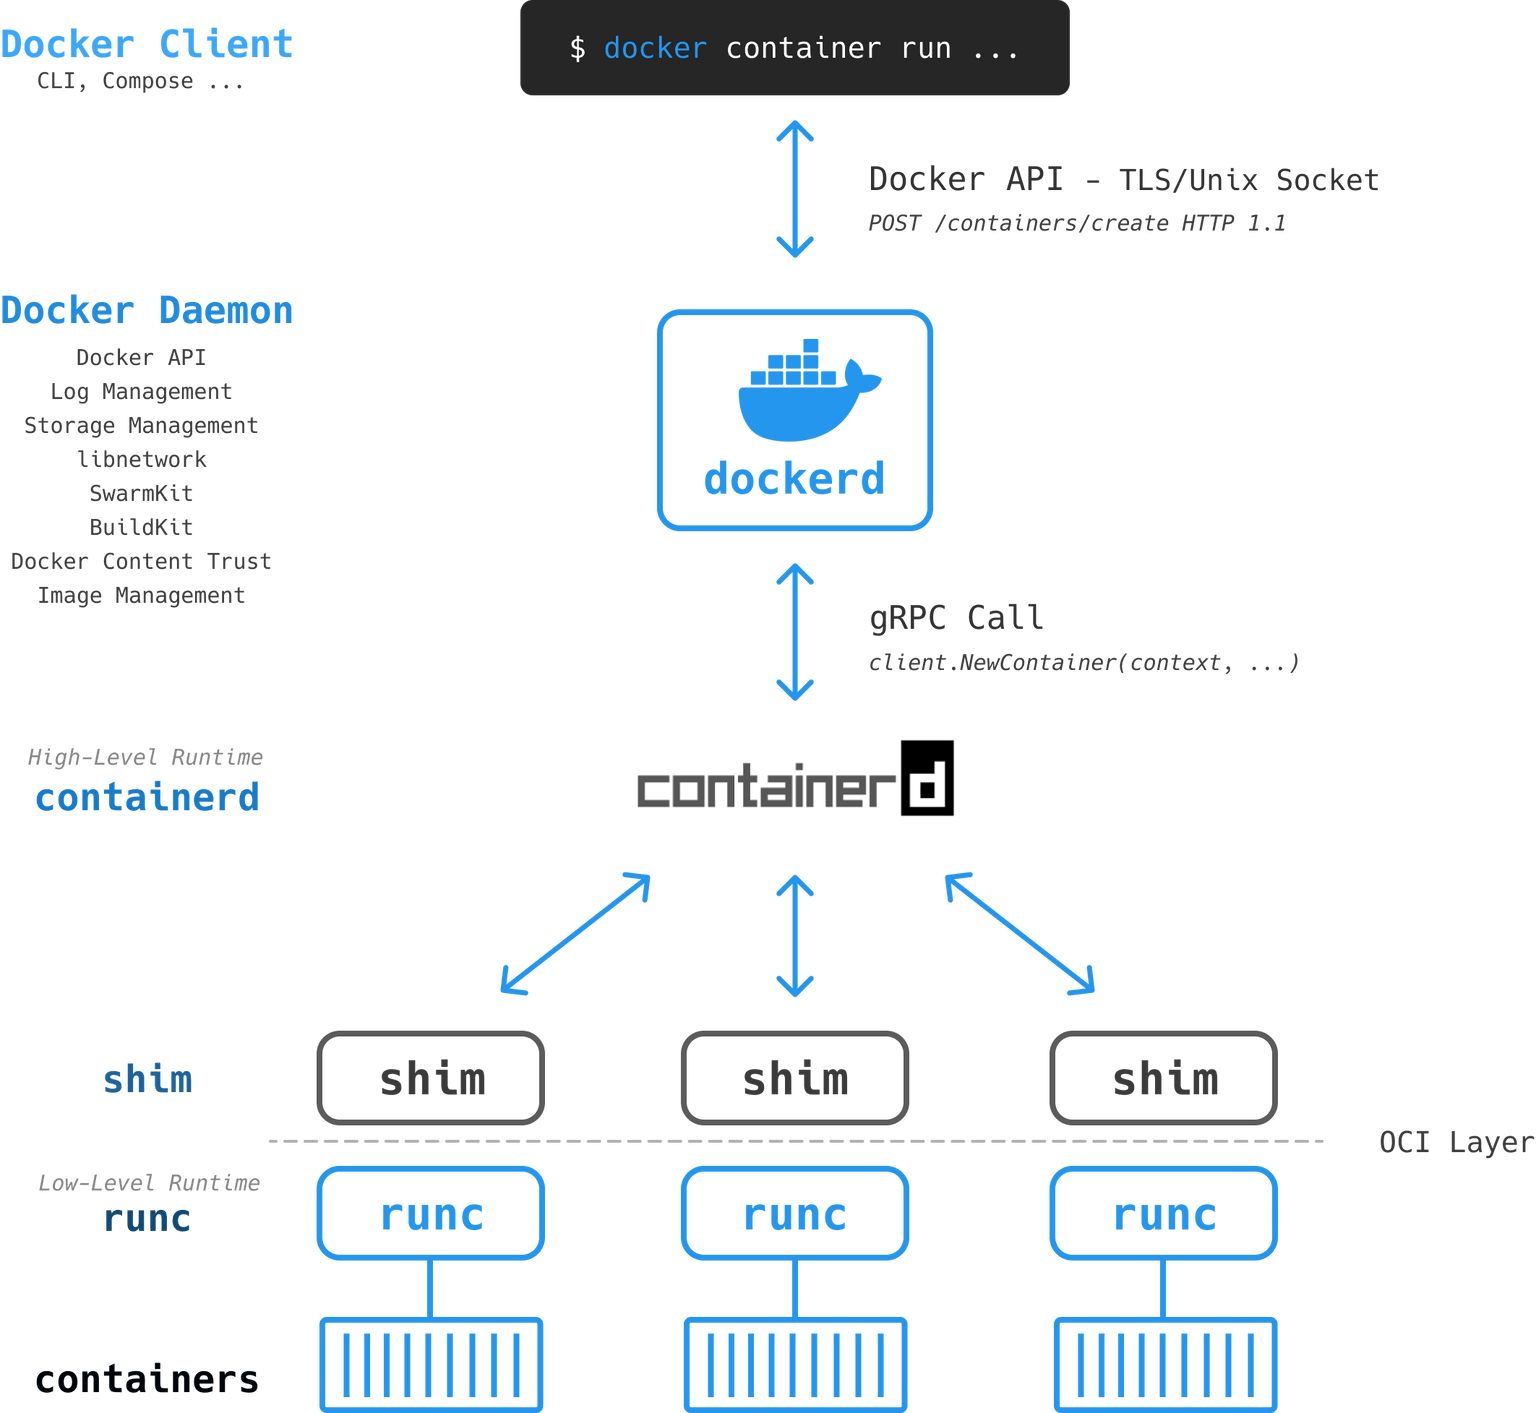 Docker Client
CLI, Compose ...
$ docker container run ...
Docker API - TLS/Unix Socket
POST /containers/create HTTP 1.1
Docker Daemon
Docker API
Log Management
Storage Management
libnetwork
SwarmKit
BuildKit
Docker Content Trust
Image Management
dockerd
gRPC Call
client.NewContainer(context, ...)
High-Level Runtime
containerd
containerd
shim
shim
shim
shim
OCI Layer
Low-Level Runtime
runc
runc
runc
runc
containers